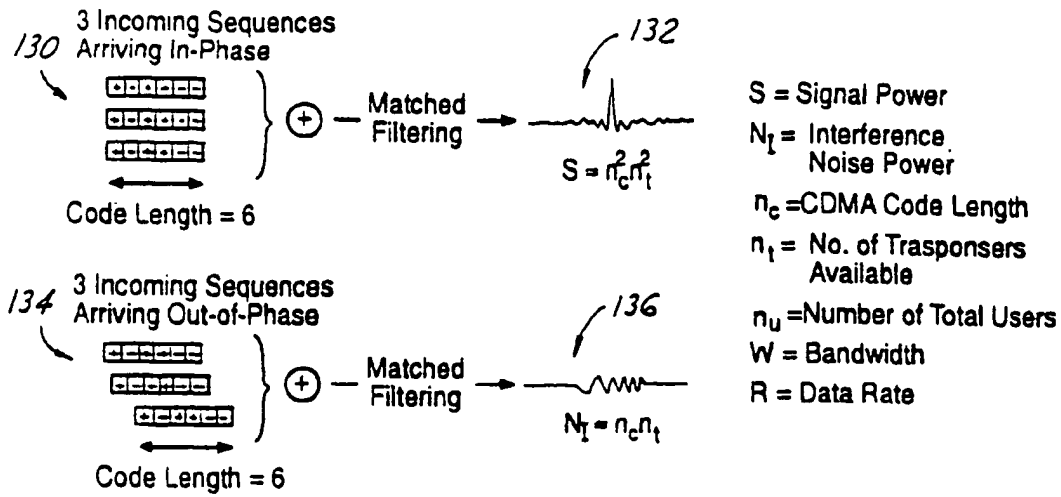 130
3 Incoming Sequences
Arriving In-Phase
Code Length = 6
+
Matched
Filtering
132
S = n_c^2 n_t^2
134
3 Incoming Sequences
Arriving Out-of-Phase
Code Length = 6
+
Matched
Filtering
136
N_I = n_c n_t
S = Signal Power
N_I = Interference
Noise Power
n_c = CDMA Code Length
n_t = No. of Trasponsers
Available
n_u = Number of Total Users
W = Bandwidth
R = Data Rate